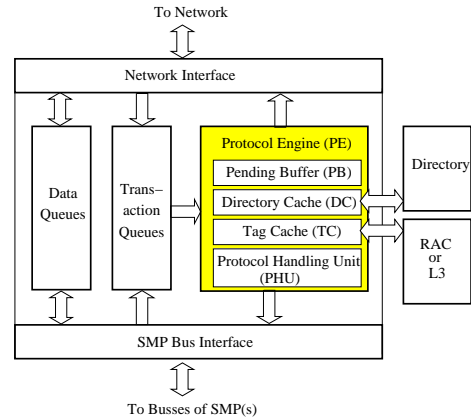 To Network
Network Interface
Data
Queues
Trans–
action
Queues
Protocol Engine (PE)
Pending Buffer (PB)
Directory Cache (DC)
Tag Cache (TC)
Protocol Handling Unit
(PHU)
Directory
RAC
or
L3
SMP Bus Interface
To Busses of SMP(s)